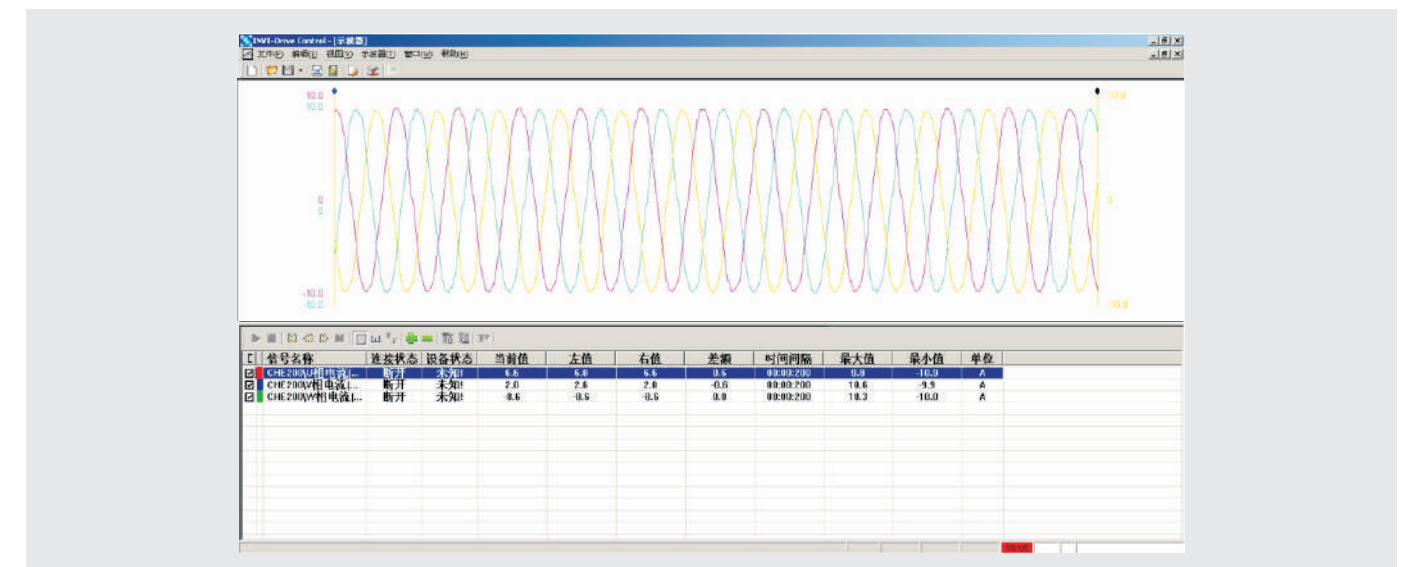 INVT-Drive Control - [示波器]
文件(F) 编辑(E) 视图(V) 示波器(T) 窗口(W) 帮助(H)
10.0 10.0
10.0
0 0
0
-10.0
-10.0 -10.0
信号名称 连接状态 设备状态 当前值 左值 右值 差额 时间间隔 最大值 最小值 单位
CHE200\U相电流(... 断开 未知! 6.6 6.0 6.6 0.6 00:00:200 9.8 -10.9 A
CHE200\V相电流(... 断开 未知! 2.0 2.6 2.0 -0.6 00:00:200 10.6 -9.9 A
CHE200\W相电流(... 断开 未知! -8.6 -8.6 -8.6 0.0 00:00:200 10.3 -10.0 A